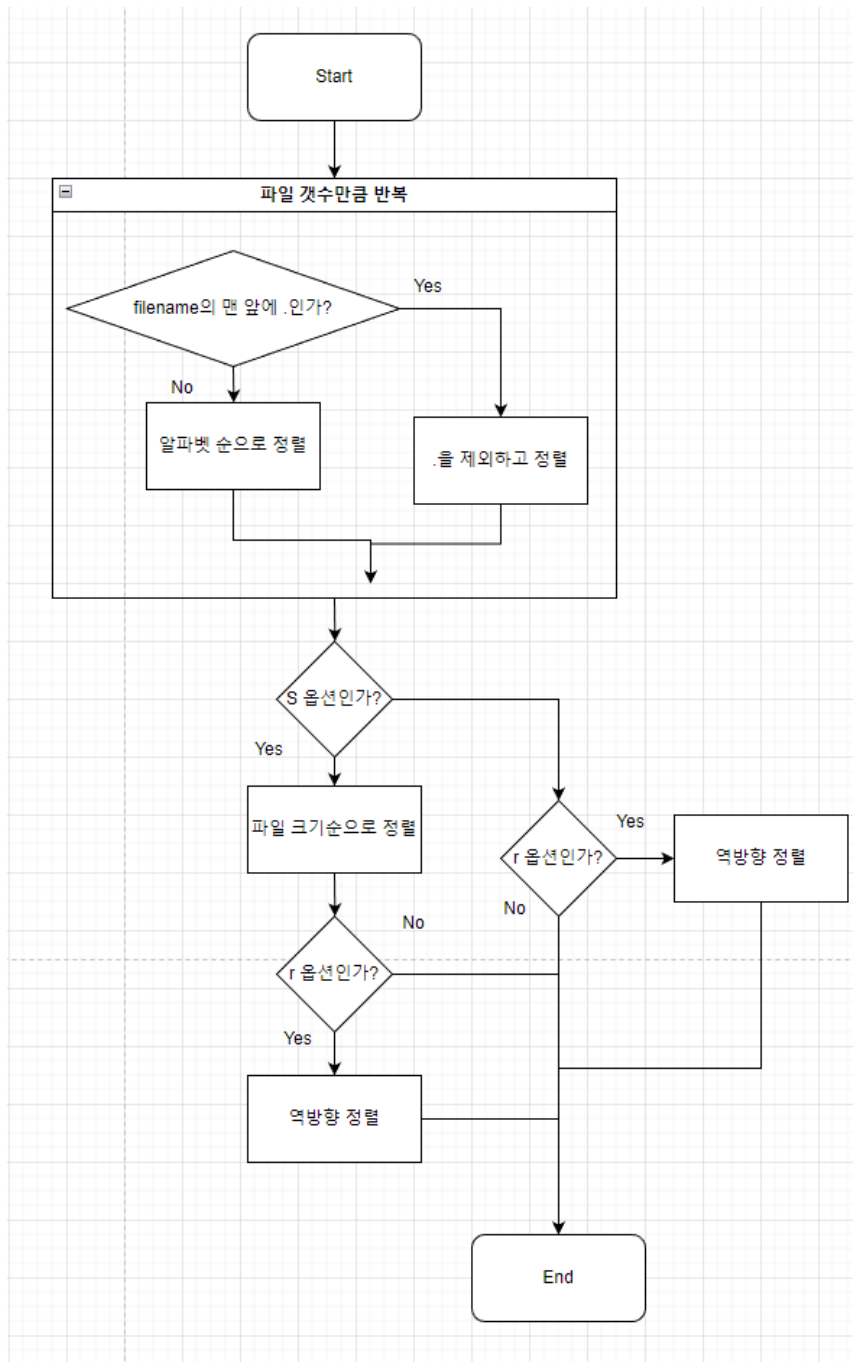 Start
파일 갯수만큼 반복
filename의 맨 앞에 .인가?
Yes
No
알파벳 순으로 정렬
.을 제외하고 정렬
S 옵션인가?
Yes
파일 크기순으로 정렬
r 옵션인가?
Yes
역방향 정렬
No
No
r 옵션인가?
Yes
역방향 정렬
End